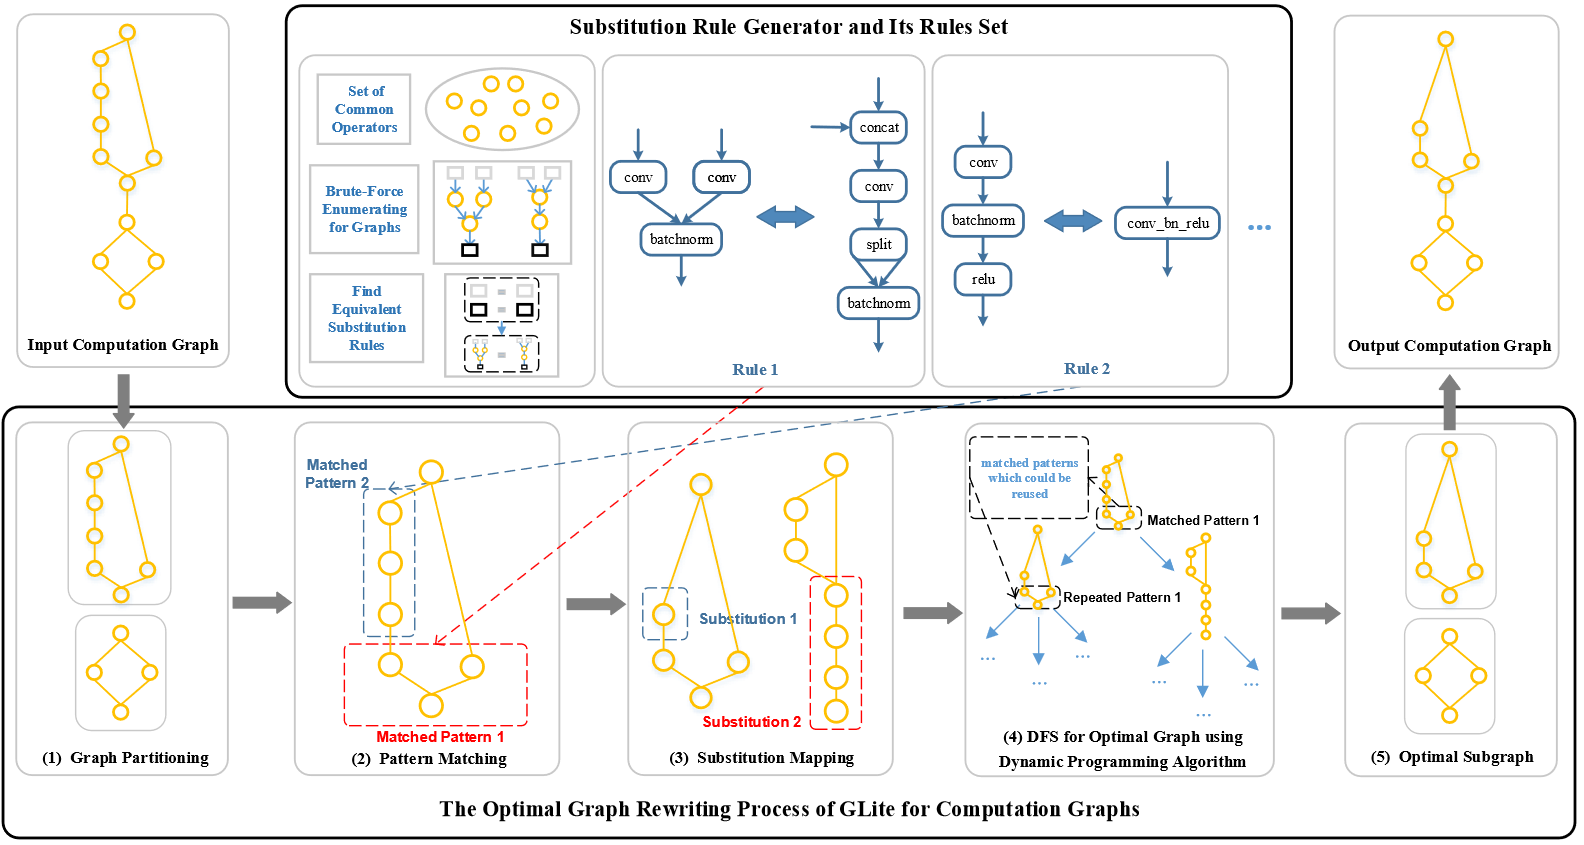 Substitution Rule Generator and Its Rules Set
Set of
Common
Operators
Brute-Force
Enumerating
for Graphs
Find
Equivalent
Substitution
Rules
conv
conv
batchnorm
concat
conv
split
batchnorm
Rule 1
conv
batchnorm
relu
conv_bn_relu
Rule 2
...
Input Computation Graph
Output Computation Graph
(1) Graph Partitioning
Matched
Pattern 2
Matched Pattern 1
(2) Pattern Matching
Substitution 1
Substitution 2
(3) Substitution Mapping
matched patterns
which could be
reused
Matched Pattern 1
Repeated Pattern 1
...
...
...
...
...
...
(4) DFS for Optimal Graph using
Dynamic Programming Algorithm
(5) Optimal Subgraph
The Optimal Graph Rewriting Process of GLite for Computation Graphs